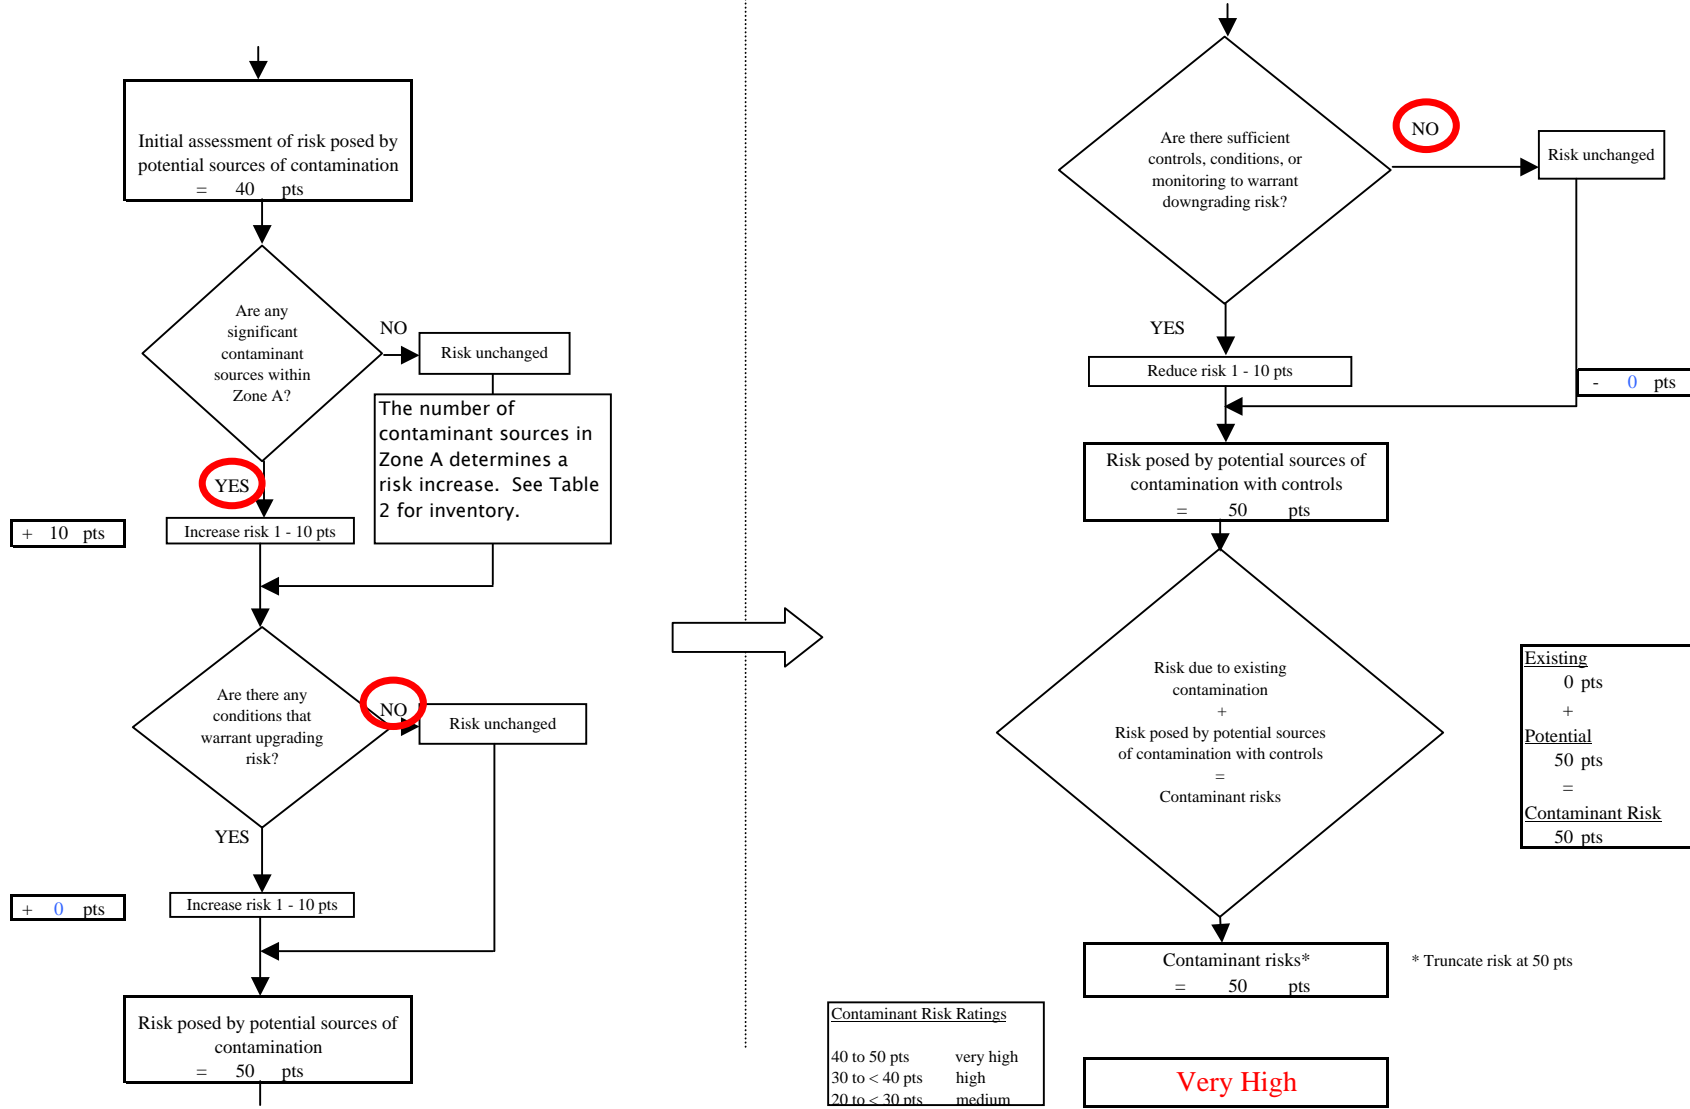 Initial assessment of risk posed by
potential sources of contamination
= 40 pts
Are any
significant
contaminant
sources within
Zone A?
NO
Risk unchanged
The number of
contaminant sources in
Zone A determines a
risk increase. See Table
2 for inventory.
YES
+ 10 pts
Increase risk 1 - 10 pts
Are there any
conditions that
warrant upgrading
risk?
NO
Risk unchanged
YES
+ 0 pts
Increase risk 1 - 10 pts
Risk posed by potential sources of
contamination
= 50 pts
Are there sufficient
controls, conditions, or
monitoring to warrant
downgrading risk?
NO
Risk unchanged
YES
Reduce risk 1 - 10 pts
- 0 pts
Risk posed by potential sources of
contamination with controls
= 50 pts
Risk due to existing
contamination
+
Risk posed by potential sources
of contamination with controls
=
Contaminant risks
Existing
0 pts
+
Potential
50 pts
=
Contaminant Risk
50 pts
Contaminant risks*
= 50 pts
* Truncate risk at 50 pts
Contaminant Risk Ratings
40 to 50 pts very high
30 to < 40 pts high
20 to < 30 pts medium
Very High